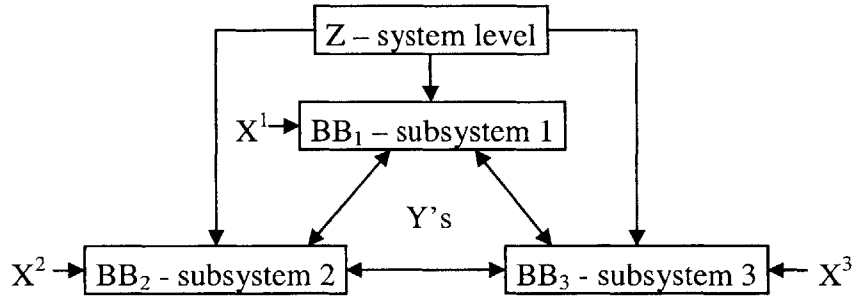 Z – system level
X¹ BB₁ – subsystem 1
Y's
X² BB₂ - subsystem 2 BB₃ - subsystem 3 X³